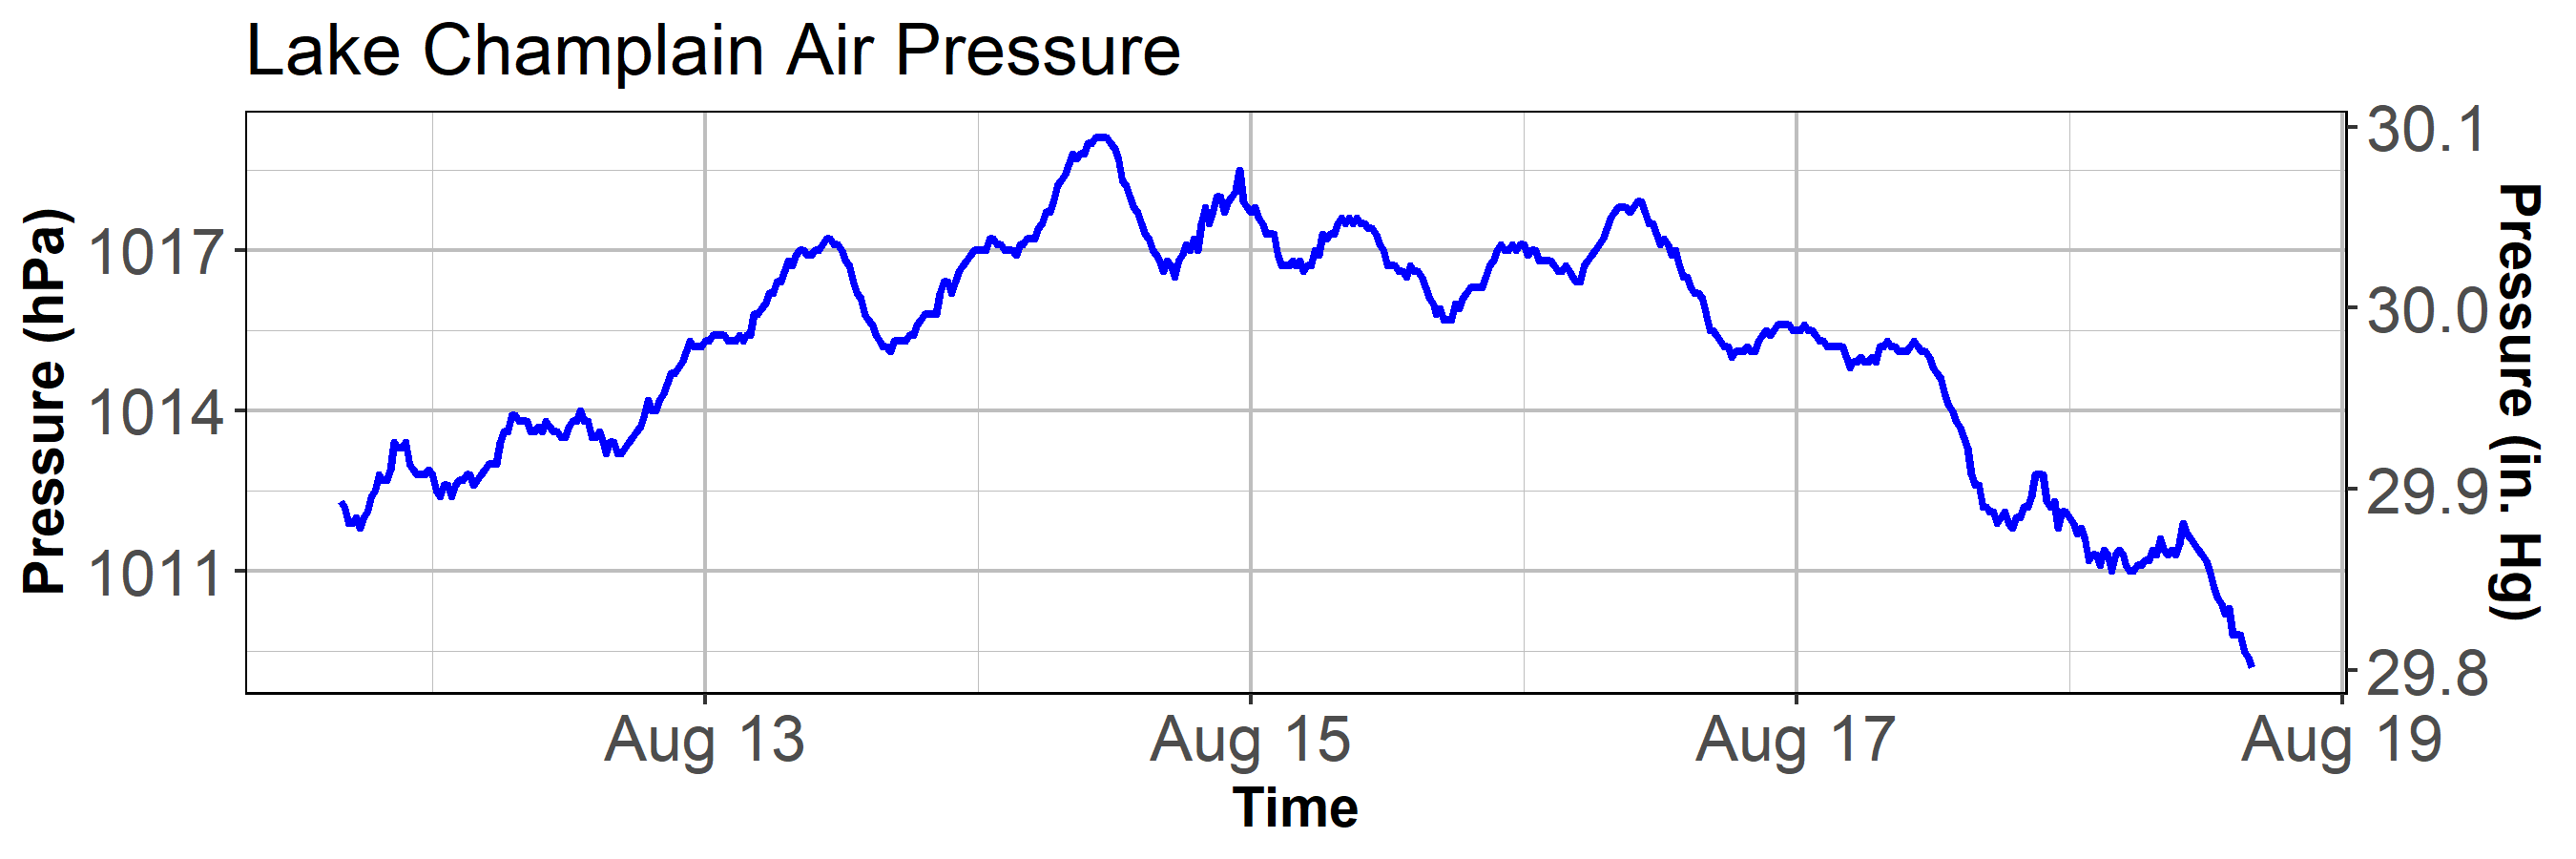 Lake Champlain Air Pressure
Pressure (hPa)
1017
1014
1011
30.1
30.0
29.9
29.8
Pressure (in. Hg)
Aug 13
Aug 15
Aug 17
Aug 19
Time